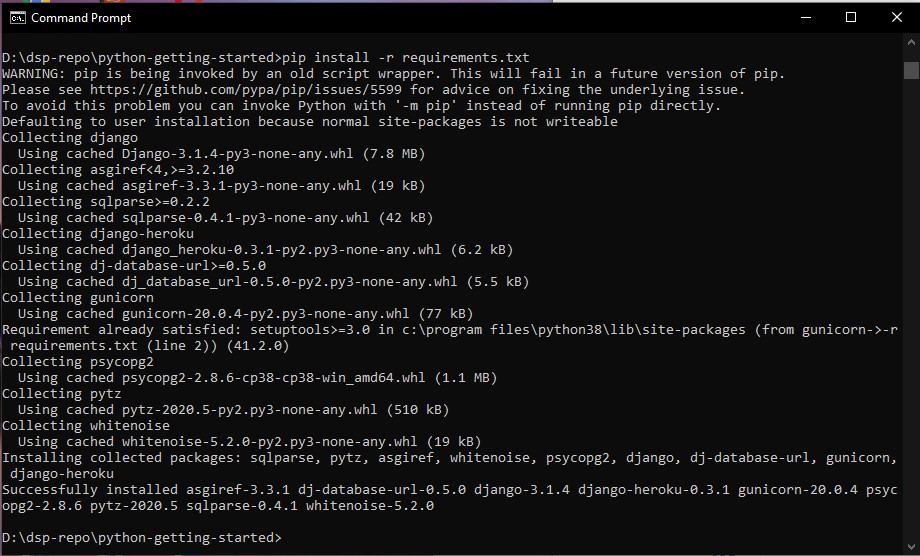 Command Prompt
D:\dsp-repo\python-getting-started>pip install -r requirements.txt
WARNING: pip is being invoked by an old script wrapper. This will fail in a future version of pip.
Please see https://github.com/pypa/pip/issues/5599 for advice on fixing the underlying issue.
To avoid this problem you can invoke Python with '-m pip' instead of running pip directly.
Defaulting to user installation because normal site-packages is not writeable
Collecting django
  Using cached Django-3.1.4-py3-none-any.whl (7.8 MB)
Collecting asgiref<4,>=3.2.10
  Using cached asgiref-3.3.1-py3-none-any.whl (19 kB)
Collecting sqlparse>=0.2.2
  Using cached sqlparse-0.4.1-py3-none-any.whl (42 kB)
Collecting django-heroku
  Using cached django_heroku-0.3.1-py2.py3-none-any.whl (6.2 kB)
Collecting dj-database-url>=0.5.0
  Using cached dj_database_url-0.5.0-py2.py3-none-any.whl (5.5 kB)
Collecting gunicorn
  Using cached gunicorn-20.0.4-py2.py3-none-any.whl (77 kB)
Requirement already satisfied: setuptools>=3.0 in c:\program files\python38\lib\site-packages (from gunicorn->-r
 requirements.txt (line 2)) (41.2.0)
Collecting psycopg2
  Using cached psycopg2-2.8.6-cp38-cp38-win_amd64.whl (1.1 MB)
Collecting pytz
  Using cached pytz-2020.5-py2.py3-none-any.whl (510 kB)
Collecting whitenoise
  Using cached whitenoise-5.2.0-py2.py3-none-any.whl (19 kB)
Installing collected packages: sqlparse, pytz, asgiref, whitenoise, psycopg2, django, dj-database-url, gunicorn,
 django-heroku
Successfully installed asgiref-3.3.1 dj-database-url-0.5.0 django-3.1.4 django-heroku-0.3.1 gunicorn-20.0.4 psyc
opg2-2.8.6 pytz-2020.5 sqlparse-0.4.1 whitenoise-5.2.0
D:\dsp-repo\python-getting-started>